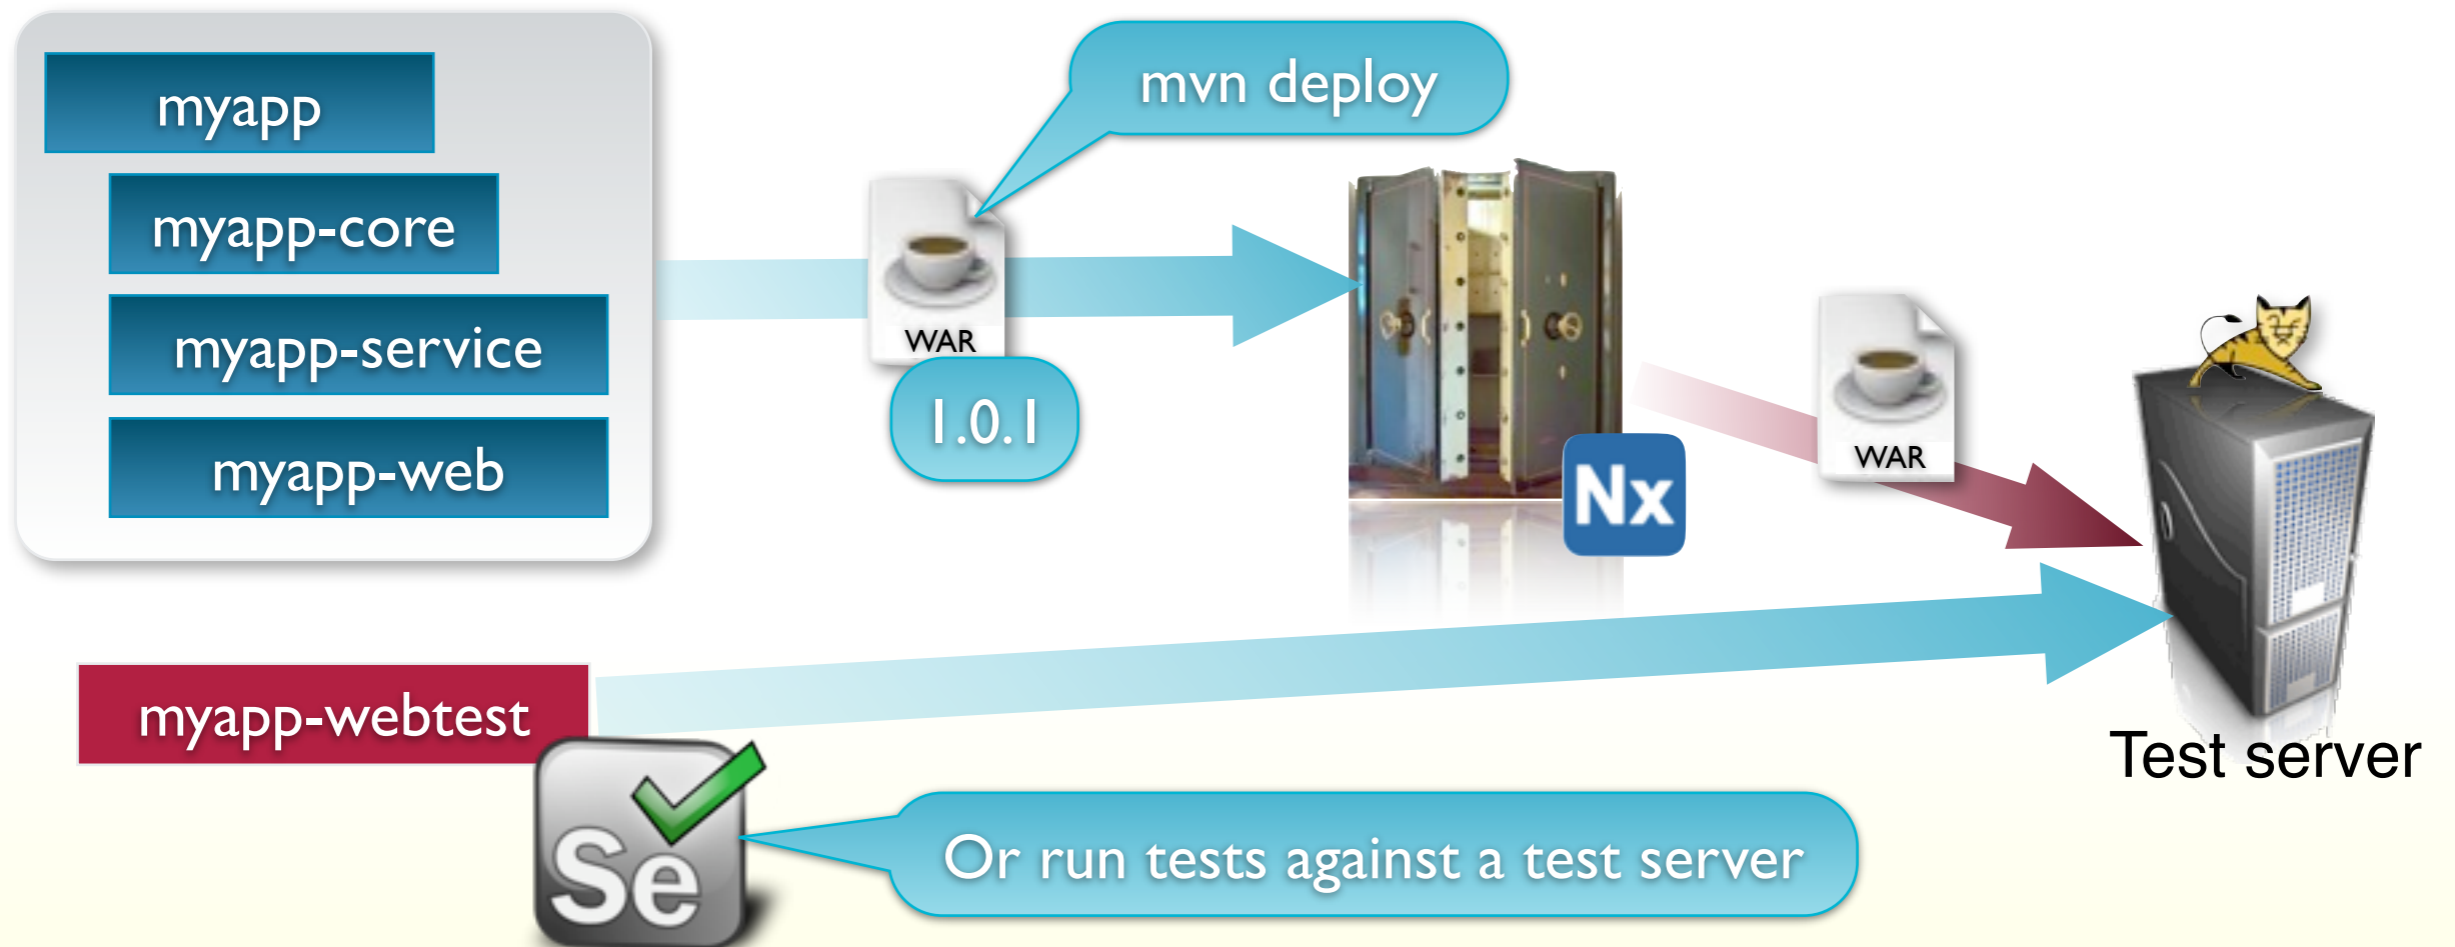 myapp
myapp-core
myapp-service
myapp-web
mvn deploy
WAR
1.0.1
Nx
WAR
myapp-webtest
Se
Or run tests against a test server
Test server